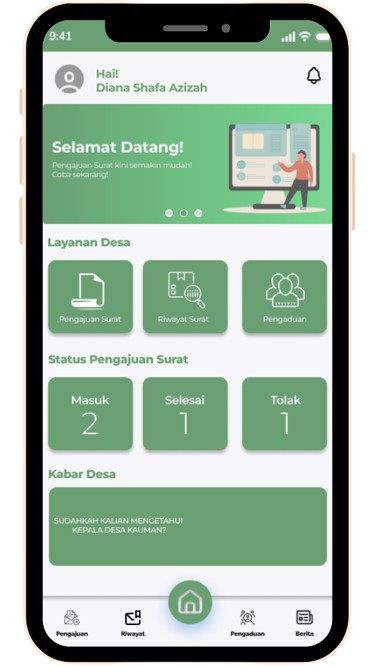 9:41
Hai!
Diana Shafa Azizah
Selamat Datang!
Pengajuan Surat kini semakin mudah!
Coba sekarang!
Layanan Desa
Pengajuan Surat
Riwayat Surat
Pengaduan
Status Pengajuan Surat
Masuk
2
Selesai
1
Tolak
1
Kabar Desa
SUDAHKAH KALIAN MENGETAHUI
KEPALA DESA KAUMAN?
Pengajuan
Riwayat
Pengaduan
Berita